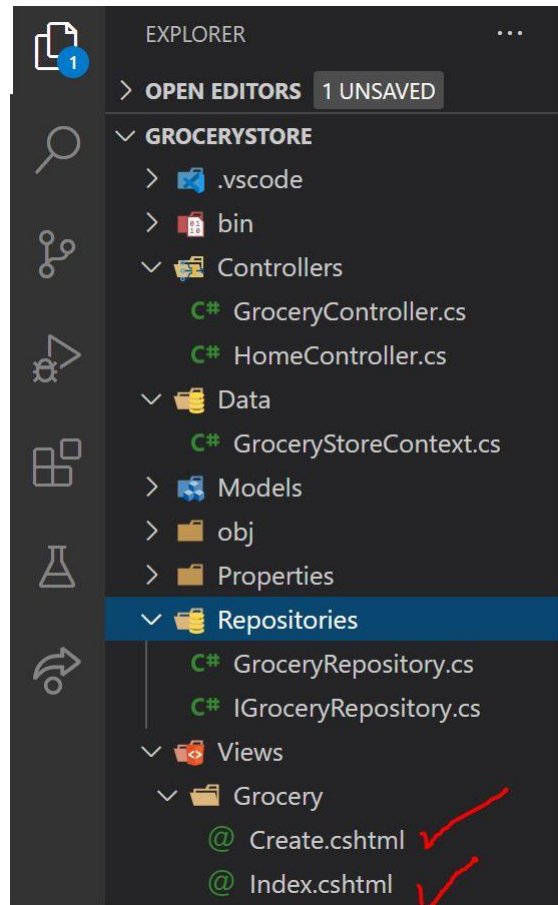 EXPLORER ...
1
OPEN EDITORS 1 UNSAVED
GROCERYSTORE
.vscode
bin
Controllers
C# GroceryController.cs
C# HomeController.cs
Data
C# GroceryStoreContext.cs
Models
obj
Properties
Repositories
C# GroceryRepository.cs
C# IGroceryRepository.cs
Views
Grocery
@ Create.cshtml
@ Index.cshtml